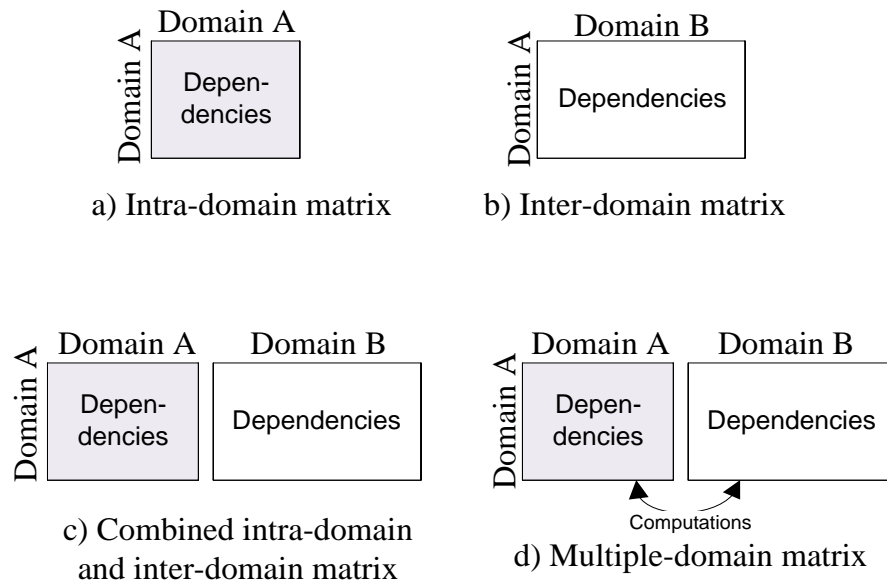 Domain A
Domain A
Depen-
dencies
a) Intra-domain matrix
Domain B
Domain A
Dependencies
b) Inter-domain matrix
Domain A
Domain B
Domain A
Depen-
dencies
Dependencies
c) Combined intra-domain
and inter-domain matrix
Domain A
Domain B
Domain A
Depen-
dencies
Dependencies
Computations
d) Multiple-domain matrix